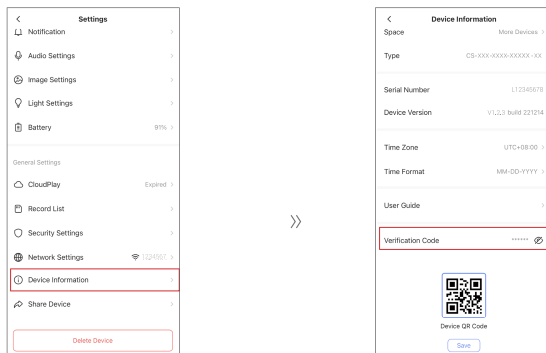 Settings
Notification
Audio Settings
Image Settings
Light Settings
Battery 91%
General Settings
CloudPlay Expired
Record List
Security Settings
Network Settings
Device Information
Share Device
Delete Device
Device Information
Space More Devices
Type CS-XXX-XXXX-XXXXX-XX
Serial Number L12345678
Device Version V1.2.3 build 221214
Time Zone UTC+08:00
Time Format MM-DD-YYYY
User Guide
Verification Code ******
Device QR Code
Save